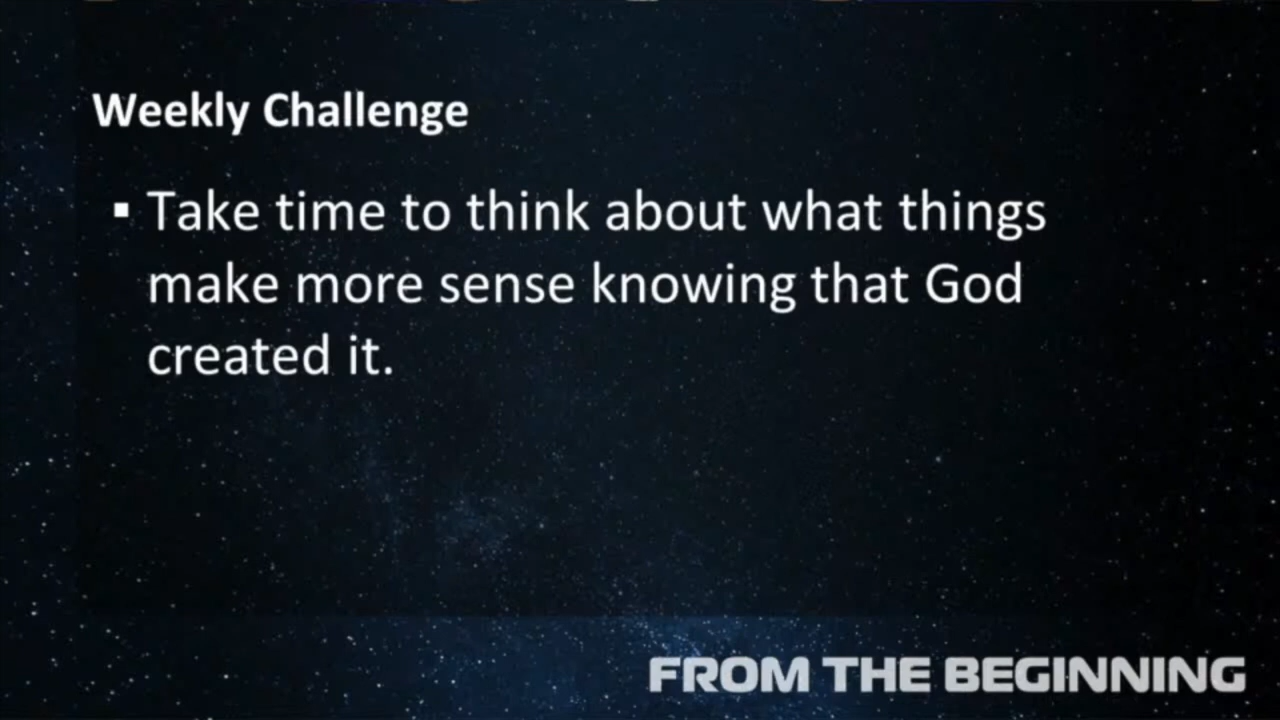 Weekly Challenge
▪ Take time to think about what things
make more sense knowing that God
created it.
FROM THE BEGINNING